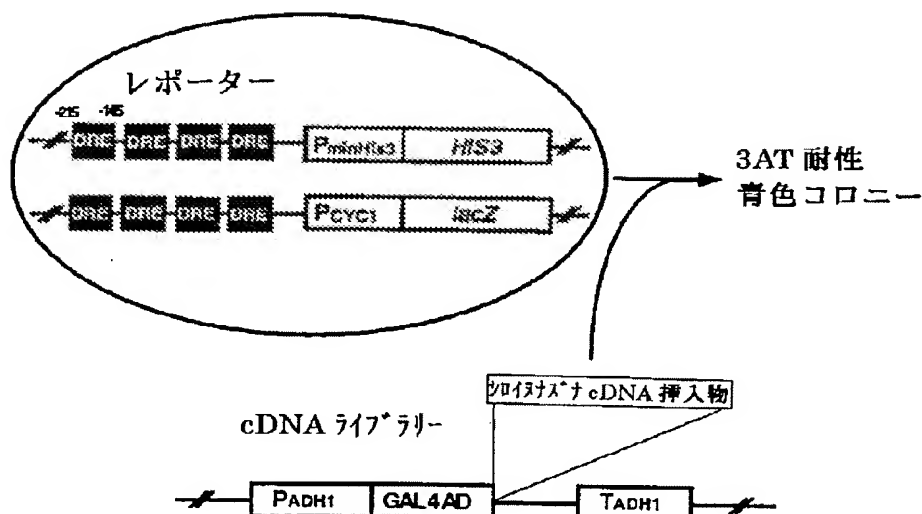 レポーター
-215 -145
DRE DRE DRE DRE PminHis3 HIS3
DRE DRE DRE DRE PCYC1 lacZ
3AT 耐性
青色コロニー
シロイヌナズナ cDNA 挿入物
cDNA ライブラリー
PADH1 GAL4AD TADH1